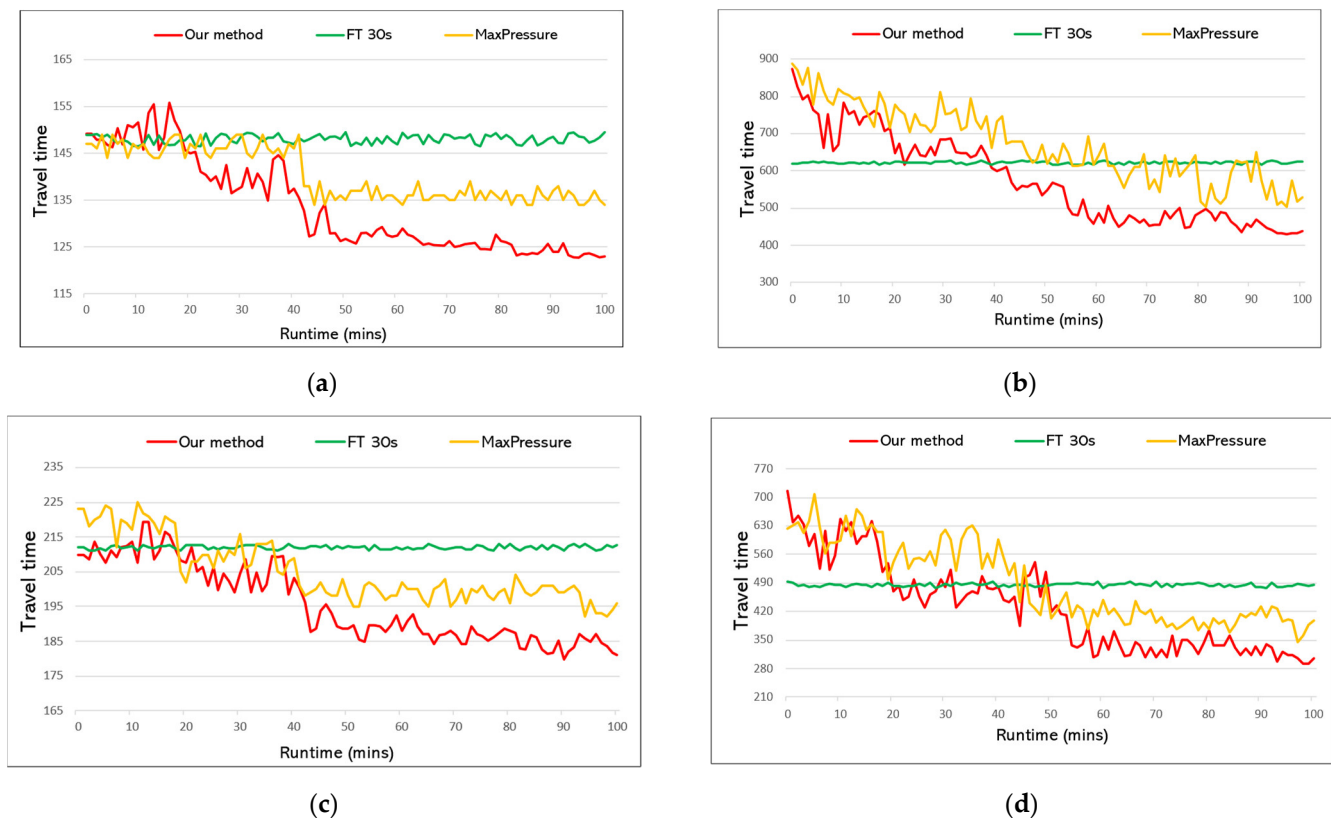 Our method FT 30s MaxPressure
165
155
145
135
125
115
Travel time
0 10 20 30 40 50 60 70 80 90 100
Runtime (mins)
(a)
Our method FT 30s MaxPressure
900
800
700
600
500
400
300
Travel time
0 10 20 30 40 50 60 70 80 90 100
Runtime (mins)
(b)
Our method FT 30s MaxPressure
235
225
215
205
195
185
175
165
Travel time
0 10 20 30 40 50 60 70 80 90 100
Runtime (mins)
(c)
Our method FT 30s MaxPressure
770
700
630
560
490
420
350
280
210
Travel time
0 10 20 30 40 50 60 70 80 90 100
Runtime (mins)
(d)